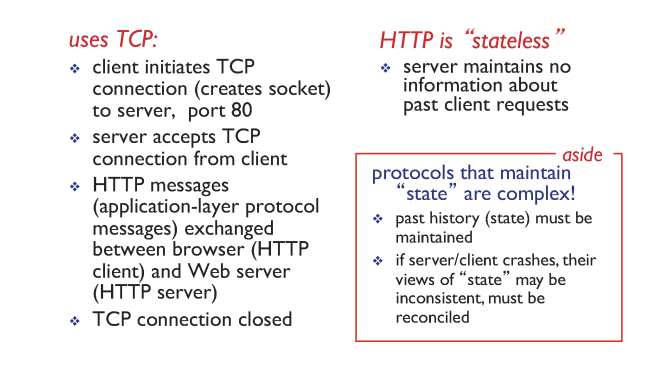 uses TCP:
❖ client initiates TCP
connection (creates socket)
to server, port 80
❖ server accepts TCP
connection from client
❖ HTTP messages
(application-layer protocol
messages) exchanged
between browser (HTTP
client) and Web server
(HTTP server)
❖ TCP connection closed
HTTP is “stateless”
❖ server maintains no
information about
past client requests
aside
protocols that maintain
“state” are complex!
❖ past history (state) must be
maintained
❖ if server/client crashes, their
views of “state” may be
inconsistent, must be
reconciled